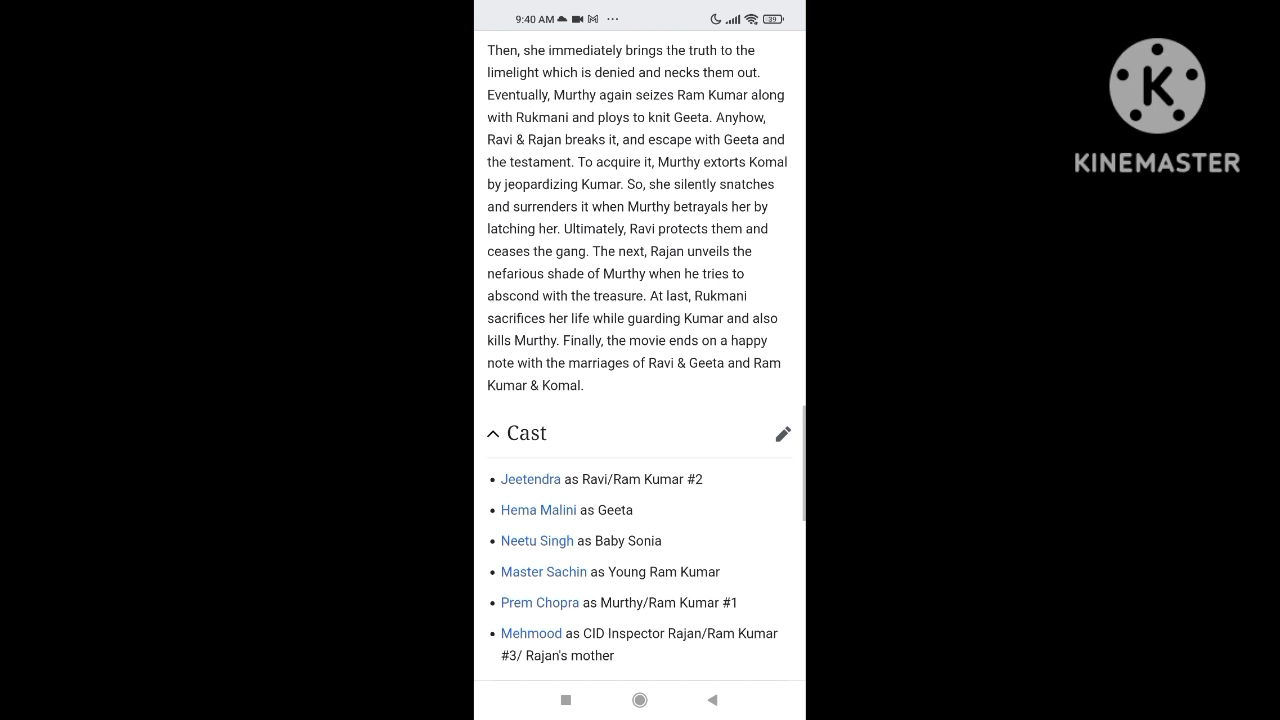 9:40 AM
39
Then, she immediately brings the truth to the
limelight which is denied and necks them out.
Eventually, Murthy again seizes Ram Kumar along
with Rukmani and ploys to knit Geeta. Anyhow,
Ravi & Rajan breaks it, and escape with Geeta and
the testament. To acquire it, Murthy extorts Komal
by jeopardizing Kumar. So, she silently snatches
and surrenders it when Murthy betrayals her by
latching her. Ultimately, Ravi protects them and
ceases the gang. The next, Rajan unveils the
nefarious shade of Murthy when he tries to
abscond with the treasure. At last, Rukmani
sacrifices her life while guarding Kumar and also
kills Murthy. Finally, the movie ends on a happy
note with the marriages of Ravi & Geeta and Ram
Kumar & Komal.
Cast
• Jeetendra as Ravi/Ram Kumar #2
• Hema Malini as Geeta
• Neetu Singh as Baby Sonia
• Master Sachin as Young Ram Kumar
• Prem Chopra as Murthy/Ram Kumar #1
• Mehmood as CID Inspector Rajan/Ram Kumar
#3/ Rajan's mother
K
KINEMASTER